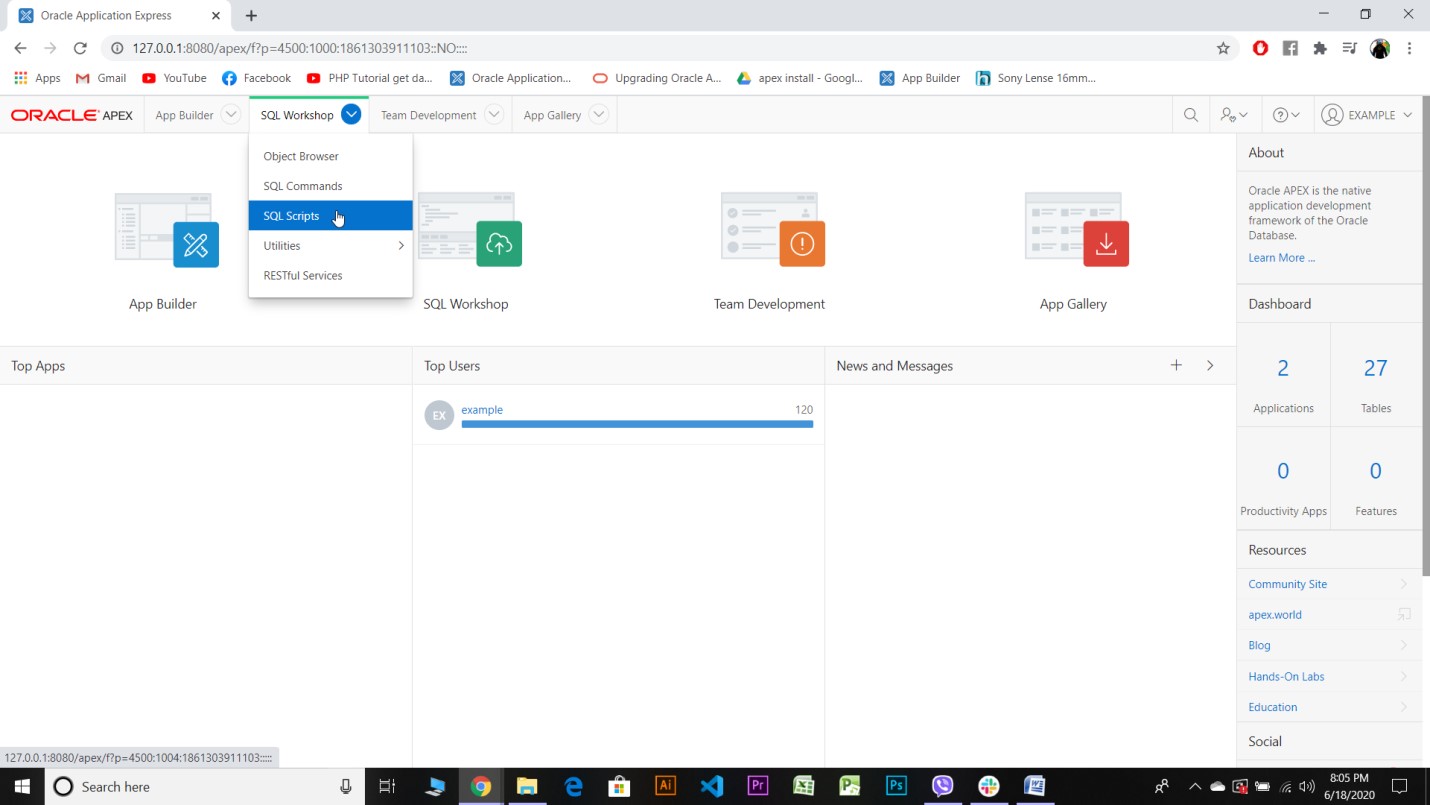 Oracle Application Express
127.0.0.1:8080/apex/f?p=4500:1000:1861303911103::NO::::
Apps Gmail YouTube Facebook PHP Tutorial get da... Oracle Application... Upgrading Oracle A... apex install - Googl... App Builder Sony Lense 16mm...
ORACLE APEX App Builder SQL Workshop Team Development App Gallery EXAMPLE
Object Browser
SQL Commands
SQL Scripts
Utilities
RESTful Services
App Builder SQL Workshop Team Development App Gallery
Top Apps
Top Users
EX example 120
News and Messages
About
Oracle APEX is the native
application development
framework of the Oracle
Database.
Learn More ...
Dashboard
2 27
Applications Tables
0 0
Productivity Apps Features
Resources
Community Site
apex.world
Blog
Hands-On Labs
Education
Social
127.0.0.1:8080/apex/f?p=4500:1004:1861303911103:::::
Search here
Ai
Pr
Ps
8:05 PM
6/18/2020